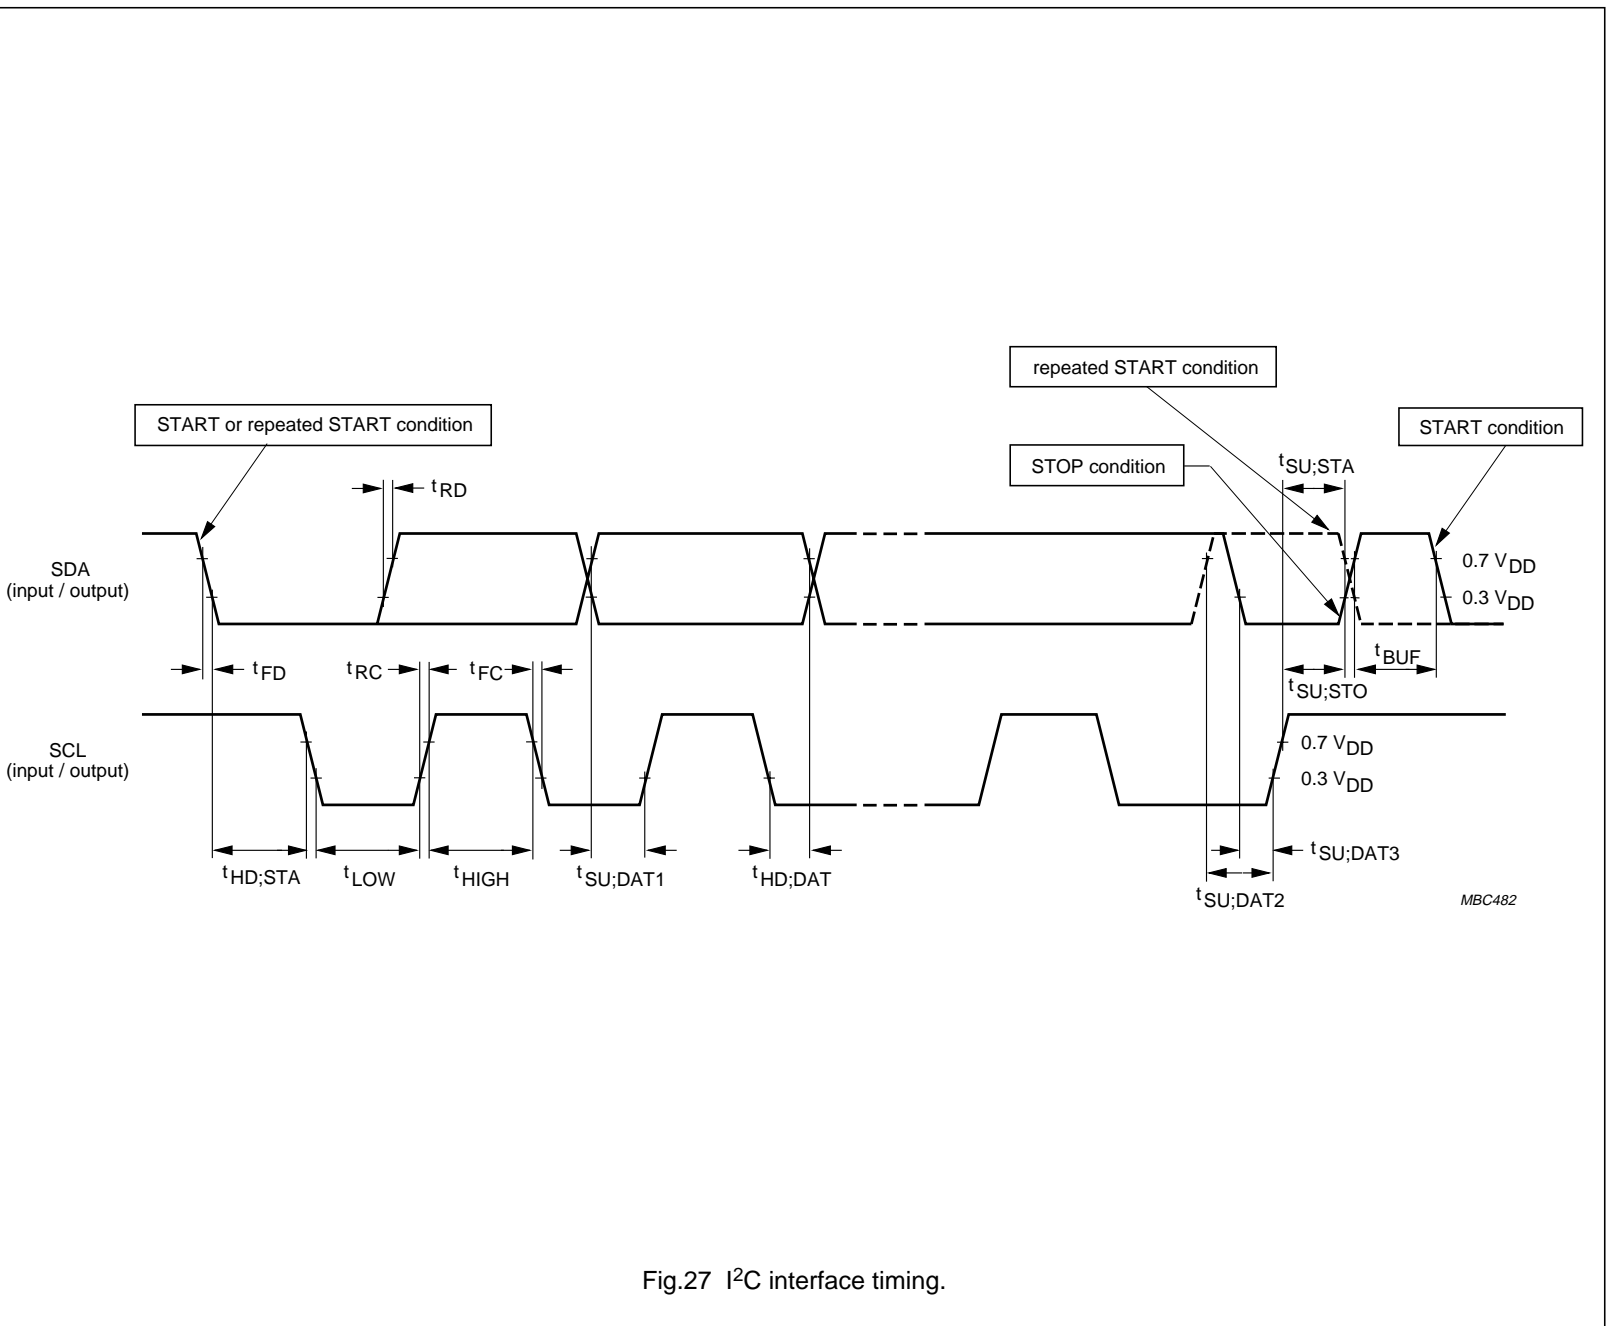 repeated START condition
START or repeated START condition
START condition
STOP condition
tSU;STA
tRD
SDA
(input / output)
0.7 VDD
0.3 VDD
tFD
tRC
tFC
tBUF
tSU;STO
SCL
(input / output)
0.7 VDD
0.3 VDD
tHD;STA
tLOW
tHIGH
tSU;DAT1
tHD;DAT
tSU;DAT3
tSU;DAT2
MBC482
Fig.27 I2C interface timing.